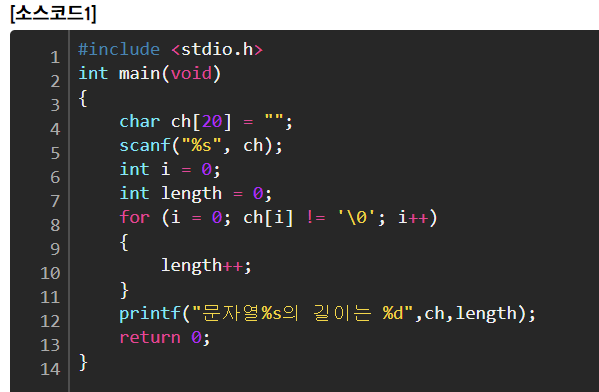 [소스코드1]
1 #include <stdio.h>
2 int main(void)
3 {
4     char ch[20] = "";
5     scanf("%s", ch);
6     int i = 0;
7     int length = 0;
8     for (i = 0; ch[i] != '\0'; i++)
9     {
10         length++;
11     }
12     printf("문자열%s의 길이는 %d",ch,length);
13     return 0;
14 }